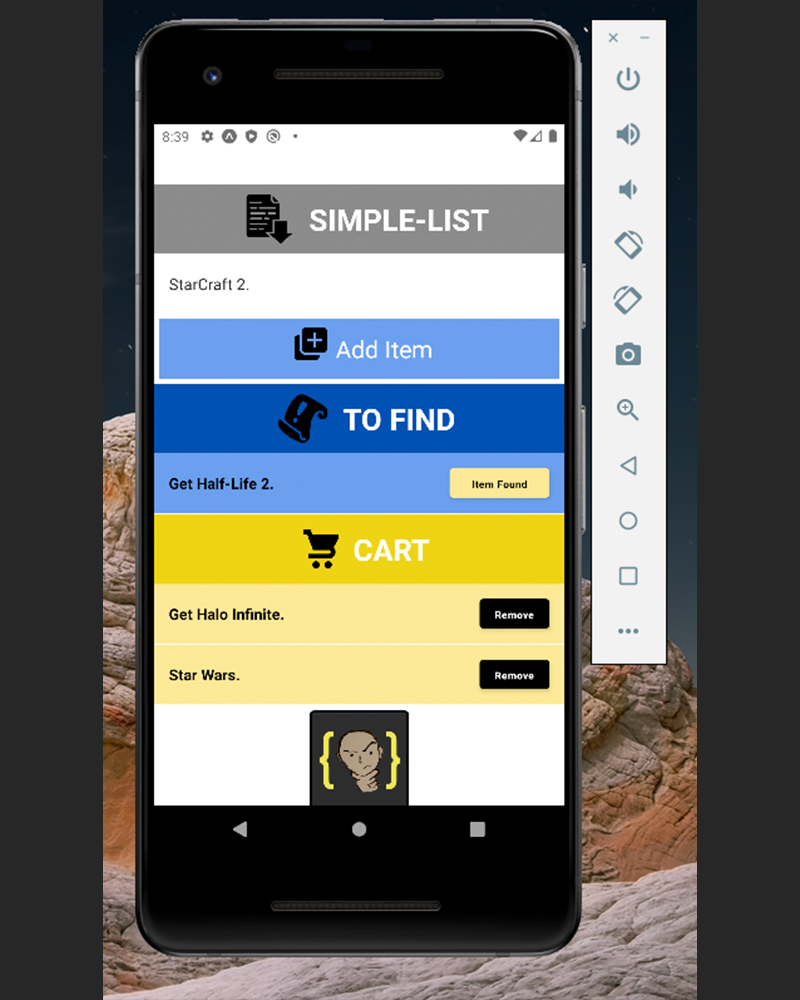 8:39
SIMPLE-LIST
StarCraft 2.
Add Item
TO FIND
Get Half-Life 2.
Item Found
CART
Get Halo Infinite.
Remove
Star Wars.
Remove
{ }